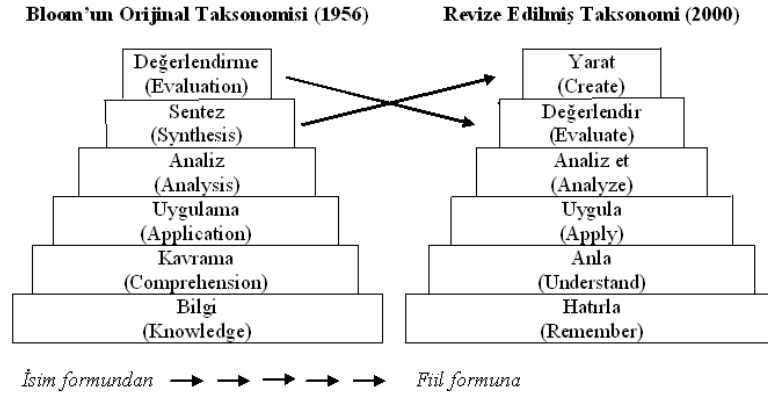 Bloom'un Orijinal Taksonomisi (1956)
Değerlendirme
(Evaluation)
Sentez
(Synthesis)
Analiz
(Analysis)
Uygulama
(Application)
Kavrama
(Comprehension)
Bilgi
(Knowledge)
Revize Edilmiş Taksonomi (2000)
Yarat
(Create)
Değerlendir
(Evaluate)
Analiz et
(Analyze)
Uygula
(Apply)
Anla
(Understand)
Hatırla
(Remember)
İsim formundan
Fiil formuna